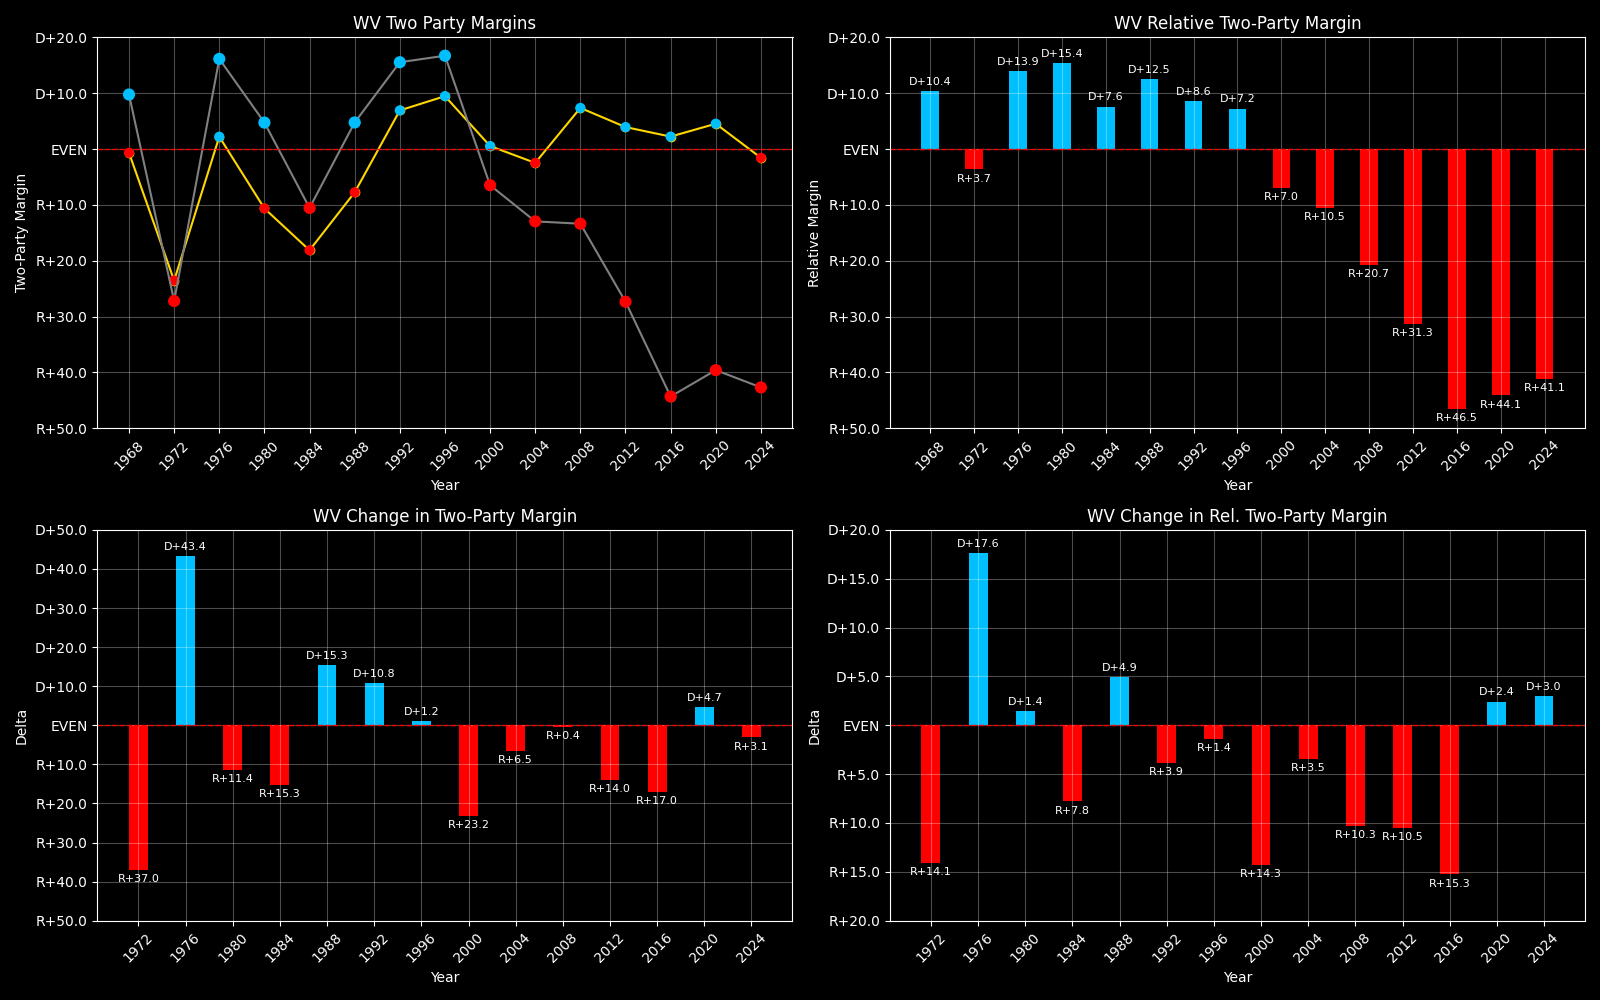 WV Two Party Margins
D+20.0
D+10.0
EVEN
R+10.0
R+20.0
R+30.0
R+40.0
R+50.0
Two-Party Margin
1968 1972 1976 1980 1984 1988 1992 1996 2000 2004 2008 2012 2016 2020 2024
Year
WV Relative Two-Party Margin
D+20.0
D+10.0
EVEN
R+10.0
R+20.0
R+30.0
R+40.0
R+50.0
Relative Margin
D+10.4
R+3.7
D+13.9
D+15.4
D+7.6
D+12.5
D+8.6
D+7.2
R+7.0
R+10.5
R+20.7
R+31.3
R+46.5
R+44.1
R+41.1
1968 1972 1976 1980 1984 1988 1992 1996 2000 2004 2008 2012 2016 2020 2024
Year
WV Change in Two-Party Margin
D+50.0
D+40.0
D+30.0
D+20.0
D+10.0
EVEN
R+10.0
R+20.0
R+30.0
R+40.0
R+50.0
Delta
R+37.0
D+43.4
R+11.4
R+15.3
D+15.3
D+10.8
D+1.2
R+23.2
R+6.5
R+0.4
R+14.0
R+17.0
D+4.7
R+3.1
1972 1976 1980 1984 1988 1992 1996 2000 2004 2008 2012 2016 2020 2024
Year
WV Change in Rel. Two-Party Margin
D+20.0
D+15.0
D+10.0
D+5.0
EVEN
R+5.0
R+10.0
R+15.0
R+20.0
Delta
R+14.1
D+17.6
D+1.4
R+7.8
D+4.9
R+3.9
R+1.4
R+14.3
R+3.5
R+10.3
R+10.5
R+15.3
D+2.4
D+3.0
1972 1976 1980 1984 1988 1992 1996 2000 2004 2008 2012 2016 2020 2024
Year